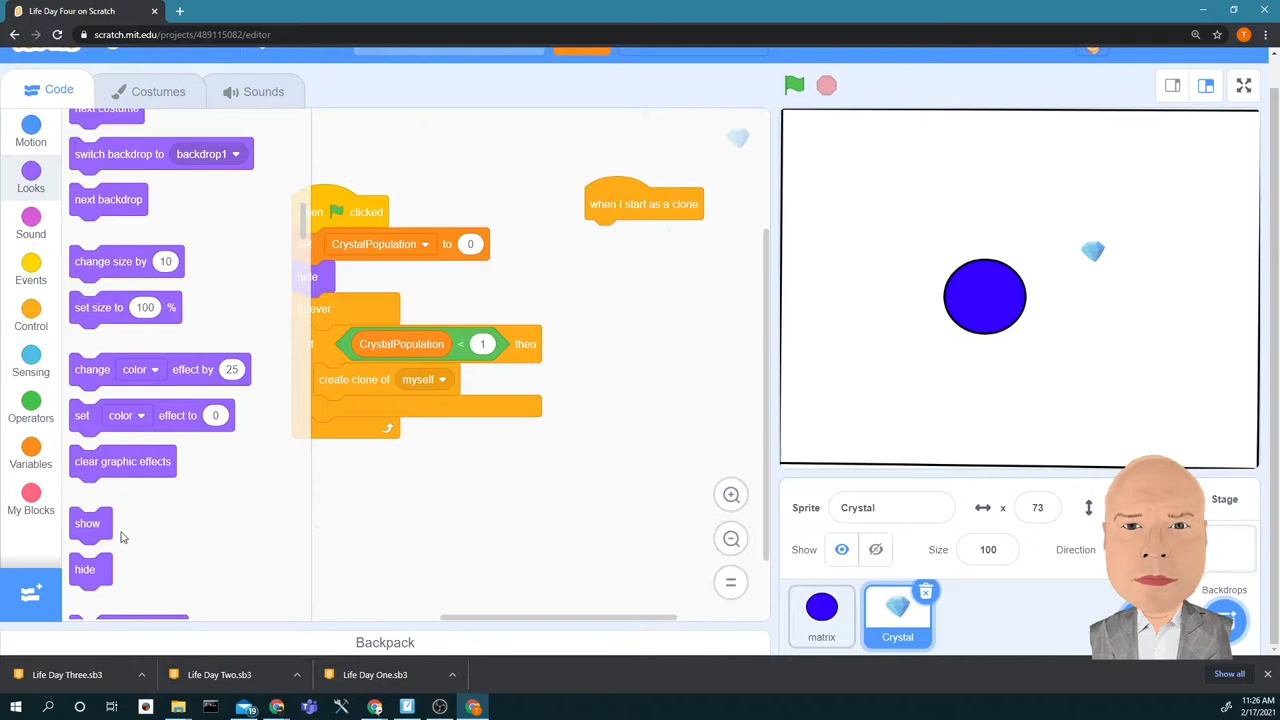 Life Day Four on Scratch
scratch.mit.edu/projects/489115082/editor
T
Code
Costumes
Sounds
Motion
Looks
Sound
Events
Control
Sensing
Operators
Variables
My Blocks
next costume
switch backdrop to backdrop1
next backdrop
change size by 10
set size to 100 %
change color effect by 25
set color effect to 0
clear graphic effects
show
hide
clicked
CrystalPopulation to 0
hide
CrystalPopulation < 1 then
create clone of myself
when I start as a clone
Sprite Crystal x 73
Show Size 100 Direction
matrix
Crystal
Stage
Backdrops
Backpack
Life Day Three.sb3
Life Day Two.sb3
Life Day One.sb3
Show all
19
11:26 AM
2/17/2021